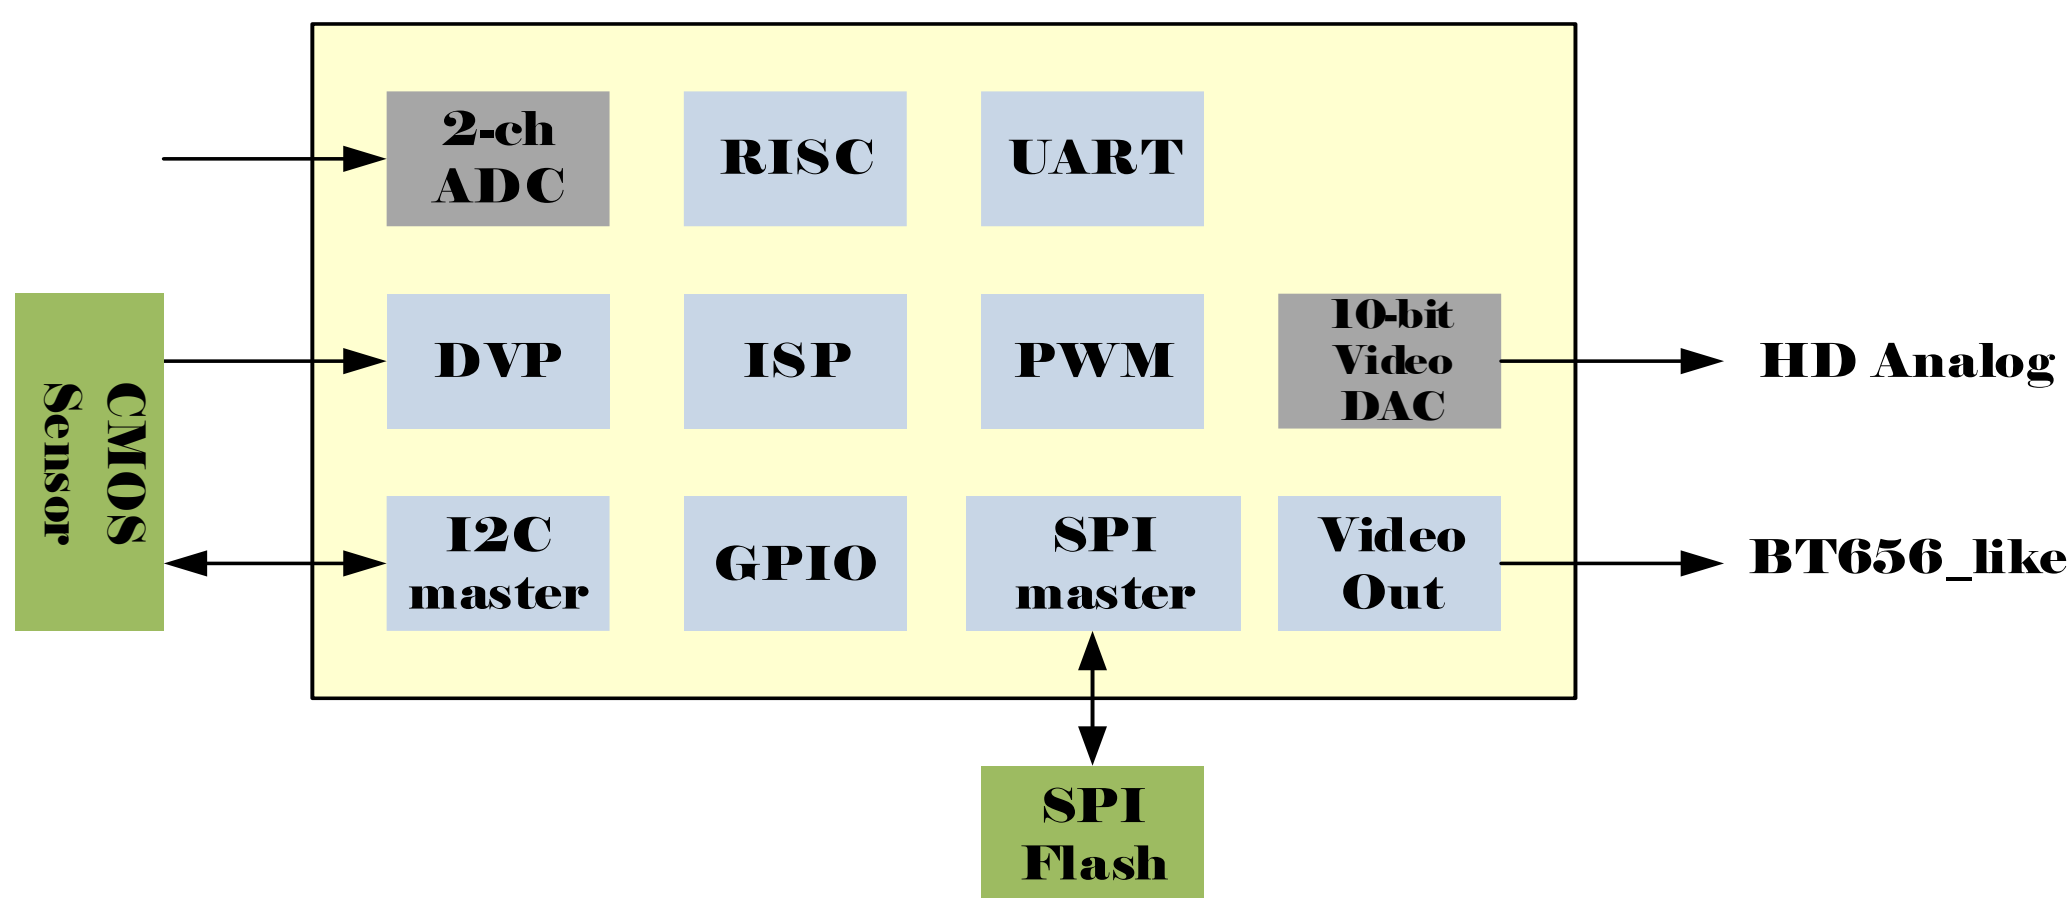 2-ch
ADC
RISC
UART
CMOS
Sensor
DVP
ISP
PWM
10-bit
Video
DAC
HD Analog
I2C
master
GPIO
SPI
master
Video
Out
BT656_like
SPI
Flash